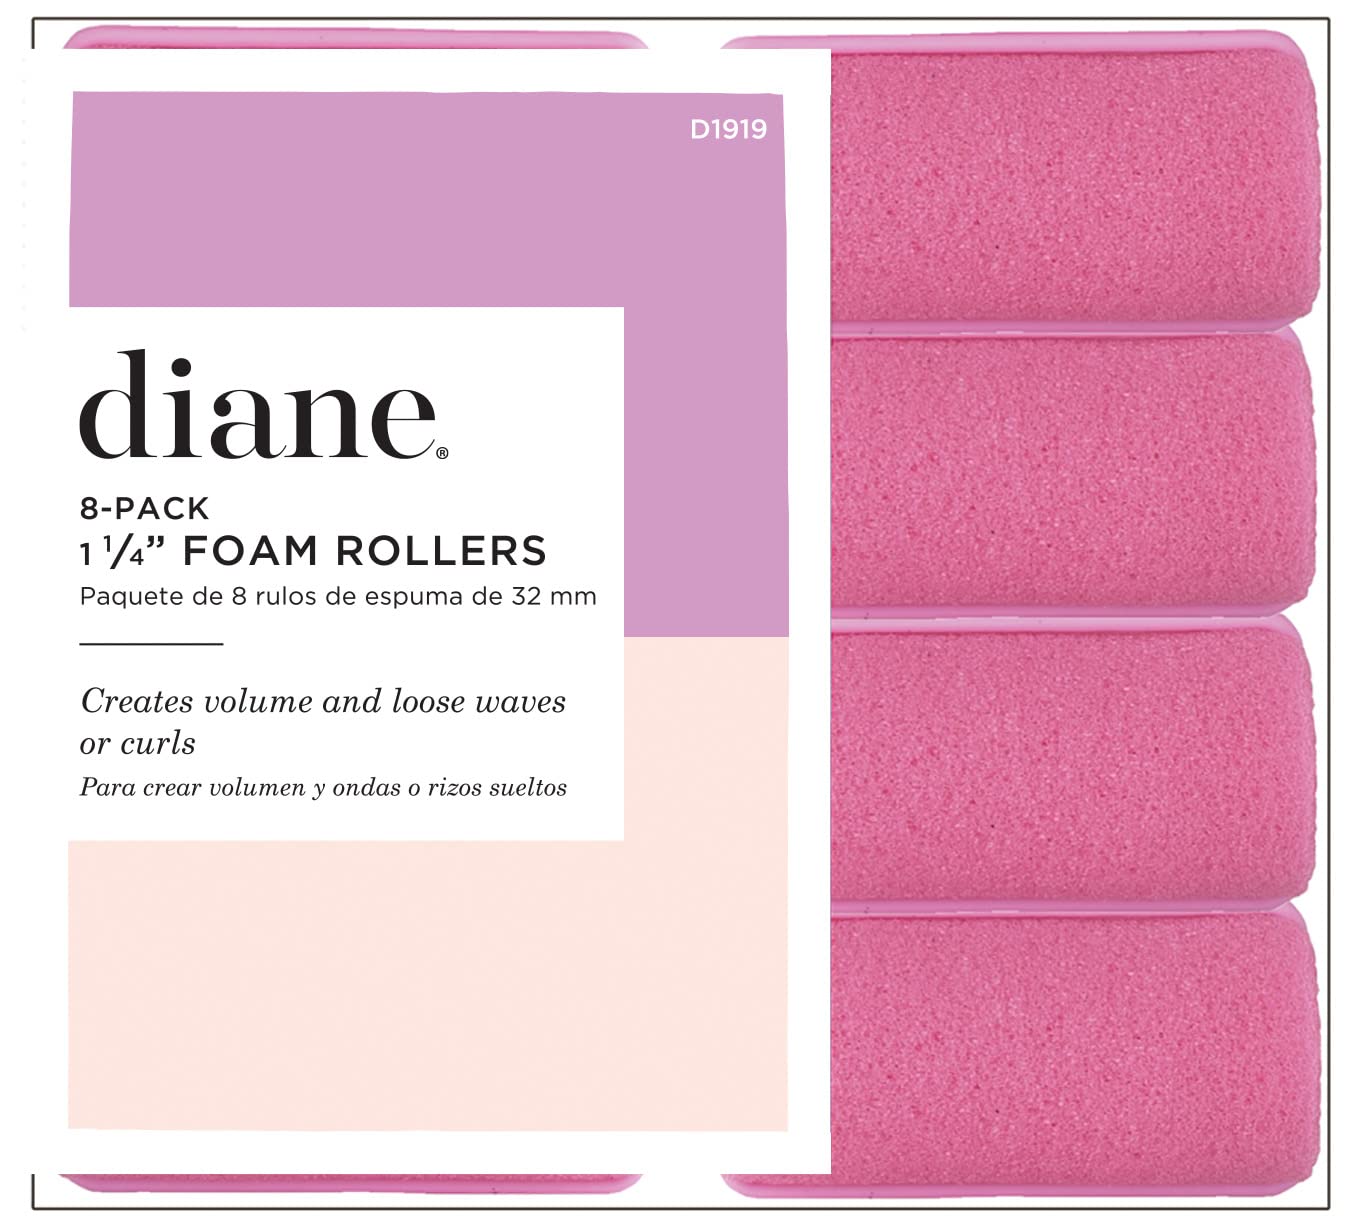 D1919
diane®
8-PACK
1 1/4” FOAM ROLLERS
Paquete de 8 rulos de espuma de 32 mm
Creates volume and loose waves
or curls
Para crear volumen y ondas o rizos sueltos